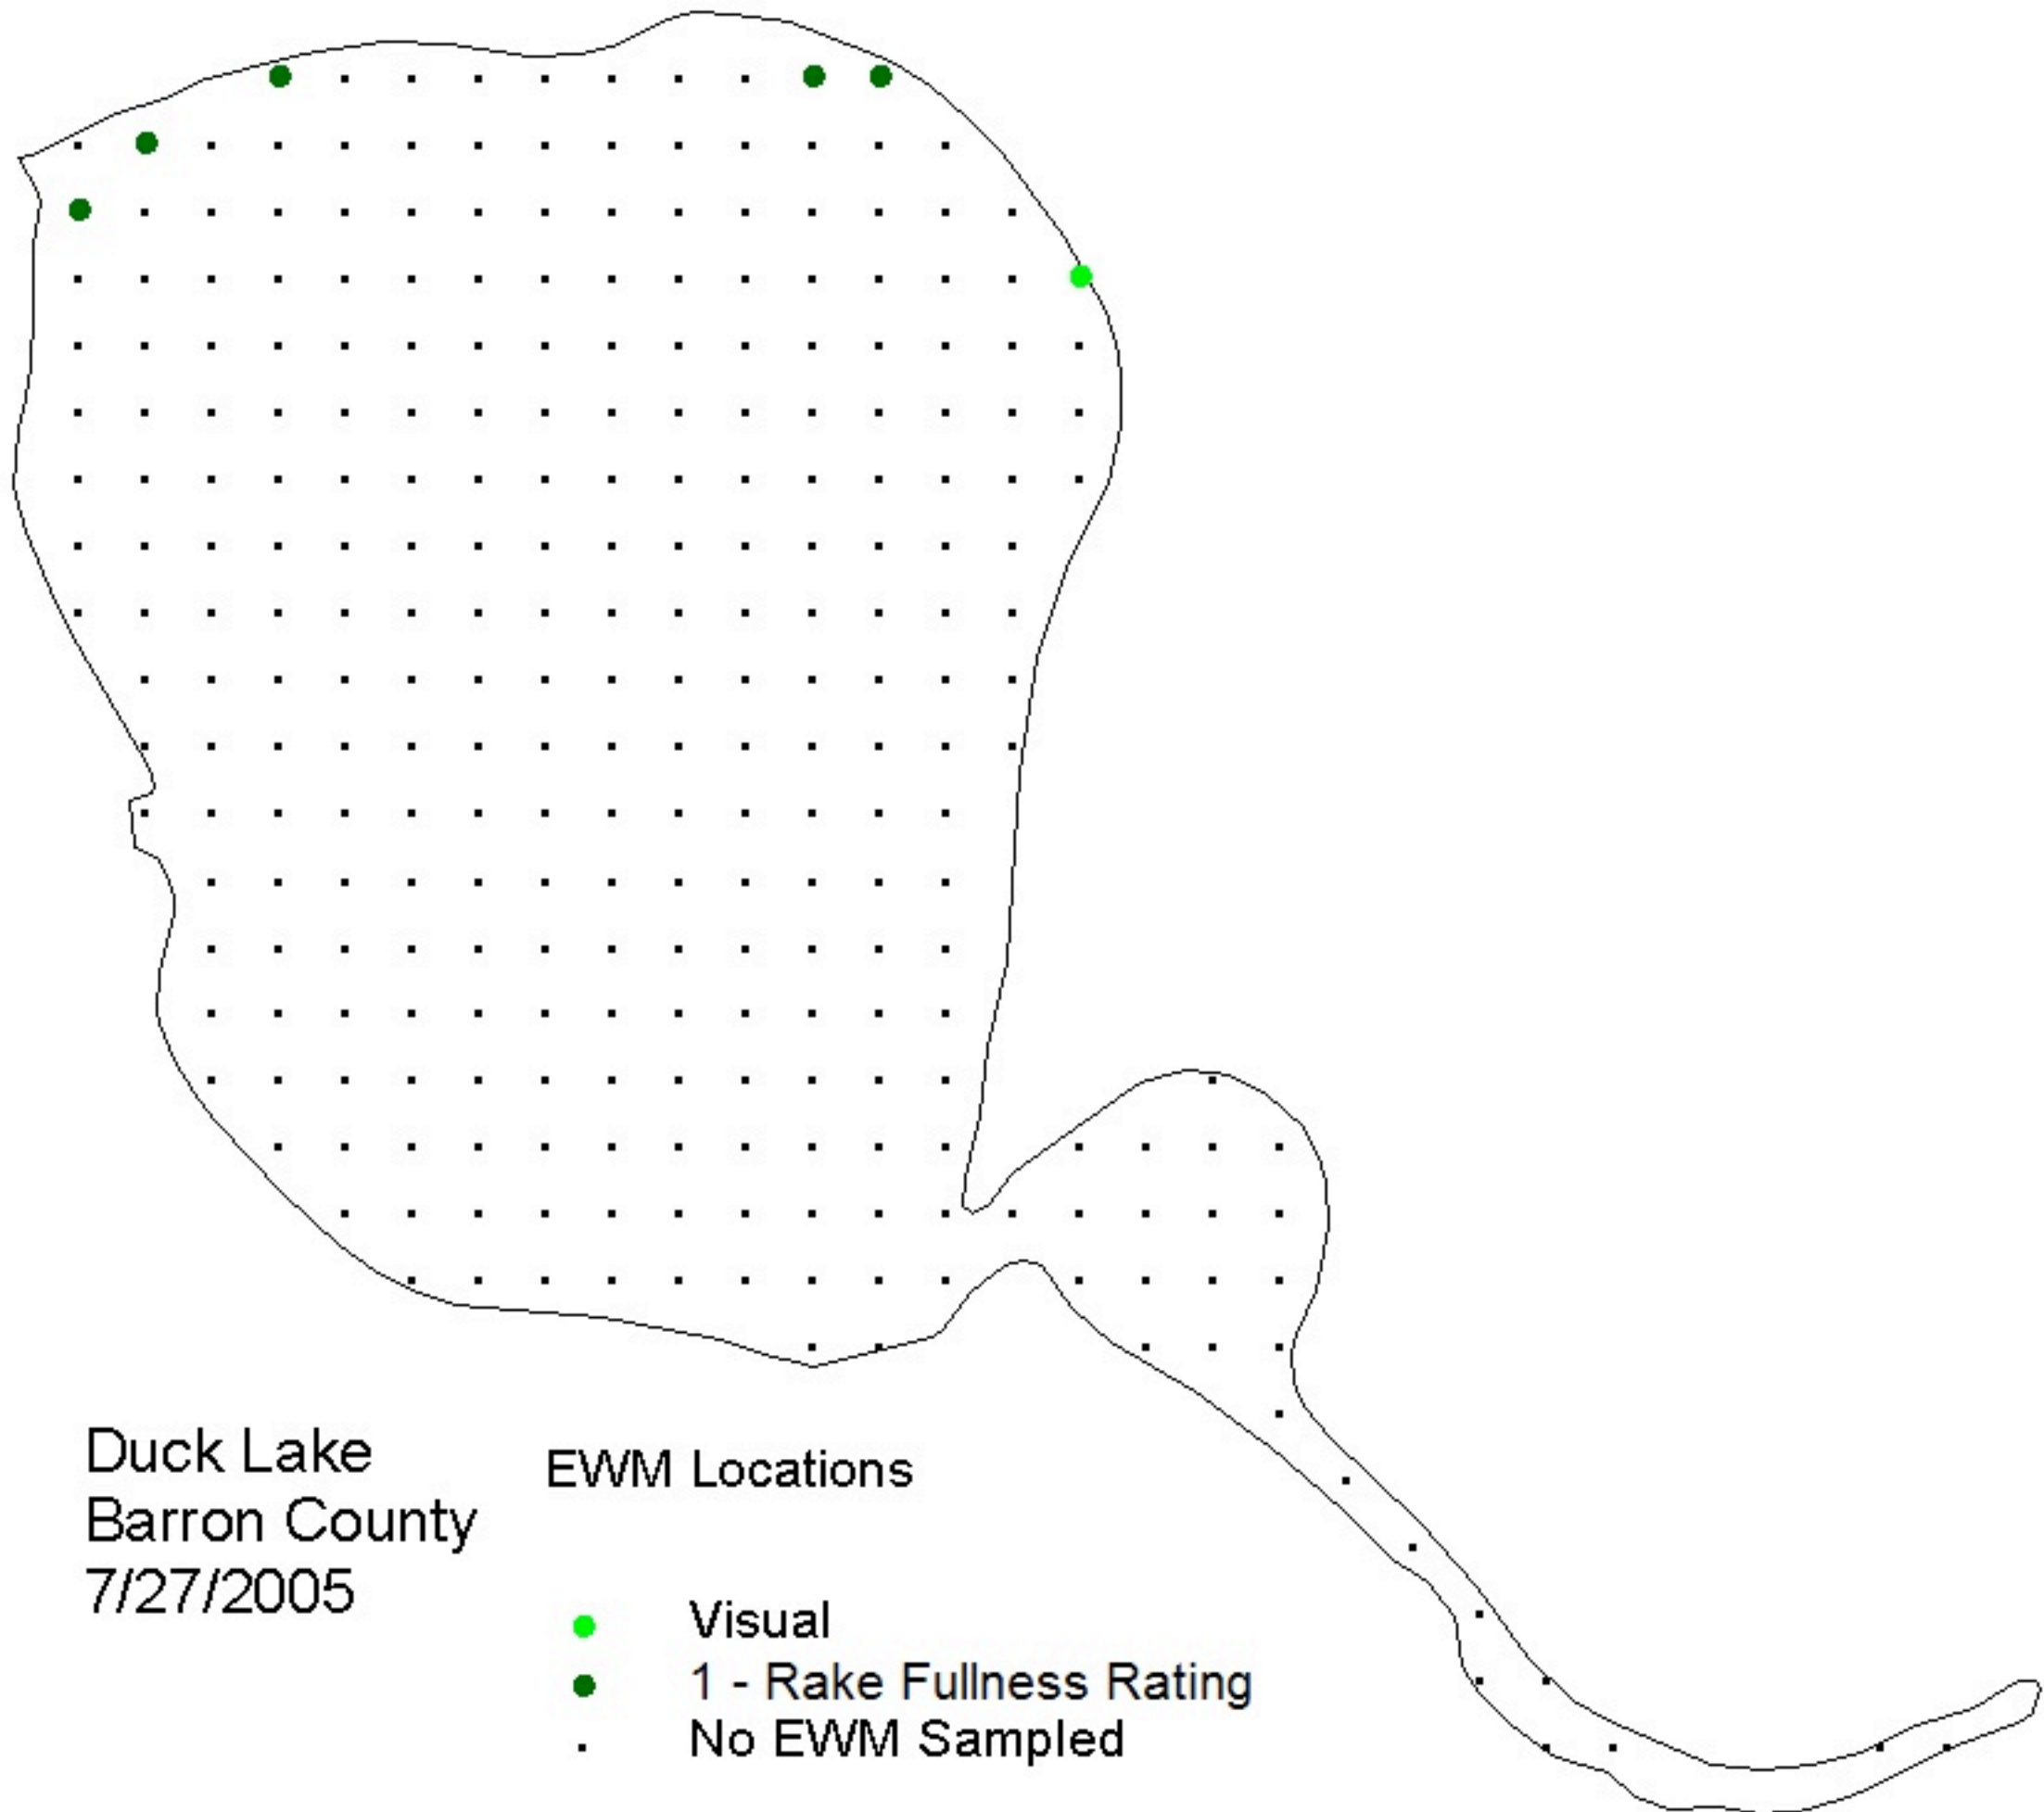 Duck Lake
Barron County
7/27/2005
EWM Locations
Visual
1 - Rake Fullness Rating
No EWM Sampled